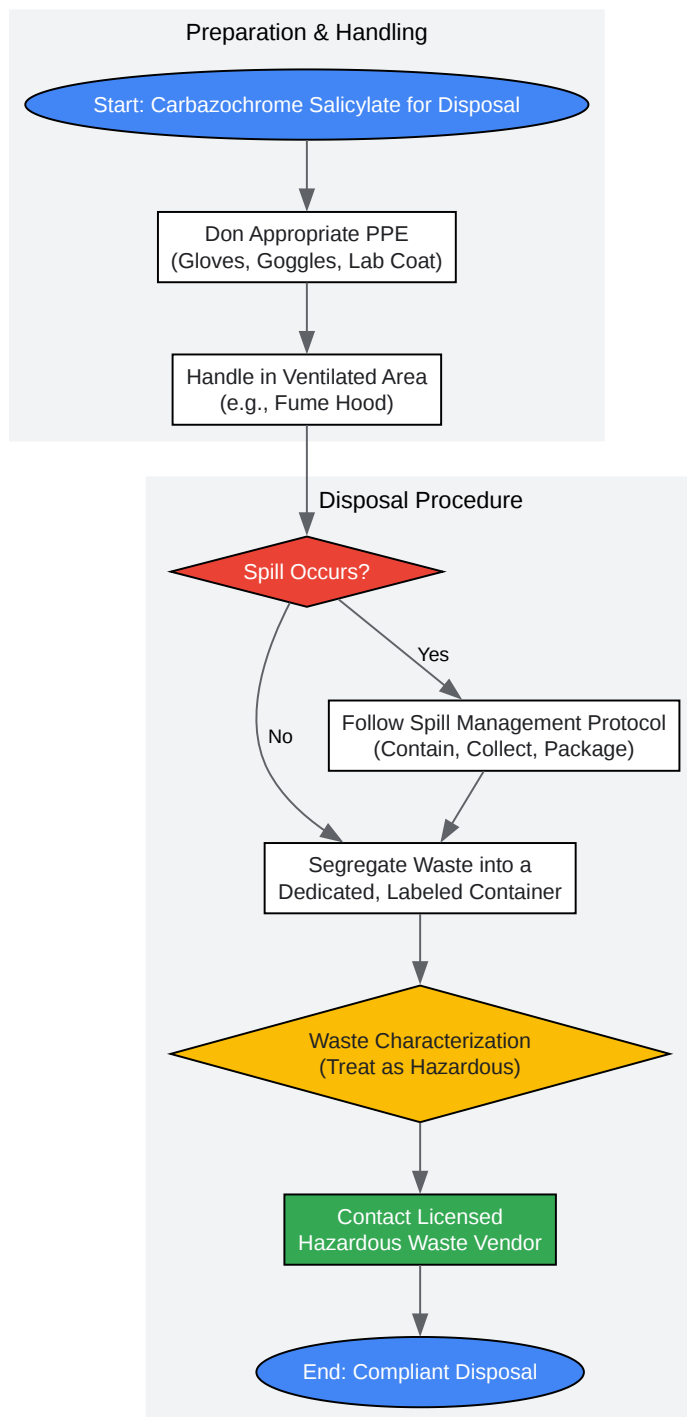 Preparation & Handling
Start: Carbazochrome Salicylate for Disposal
Don Appropriate PPE
(Gloves, Goggles, Lab Coat)
Handle in Ventilated Area
(e.g., Fume Hood)
Disposal Procedure
Spill Occurs?
Yes
Follow Spill Management Protocol
(Contain, Collect, Package)
No
Segregate Waste into a
Dedicated, Labeled Container
Waste Characterization
(Treat as Hazardous)
Contact Licensed
Hazardous Waste Vendor
End: Compliant Disposal